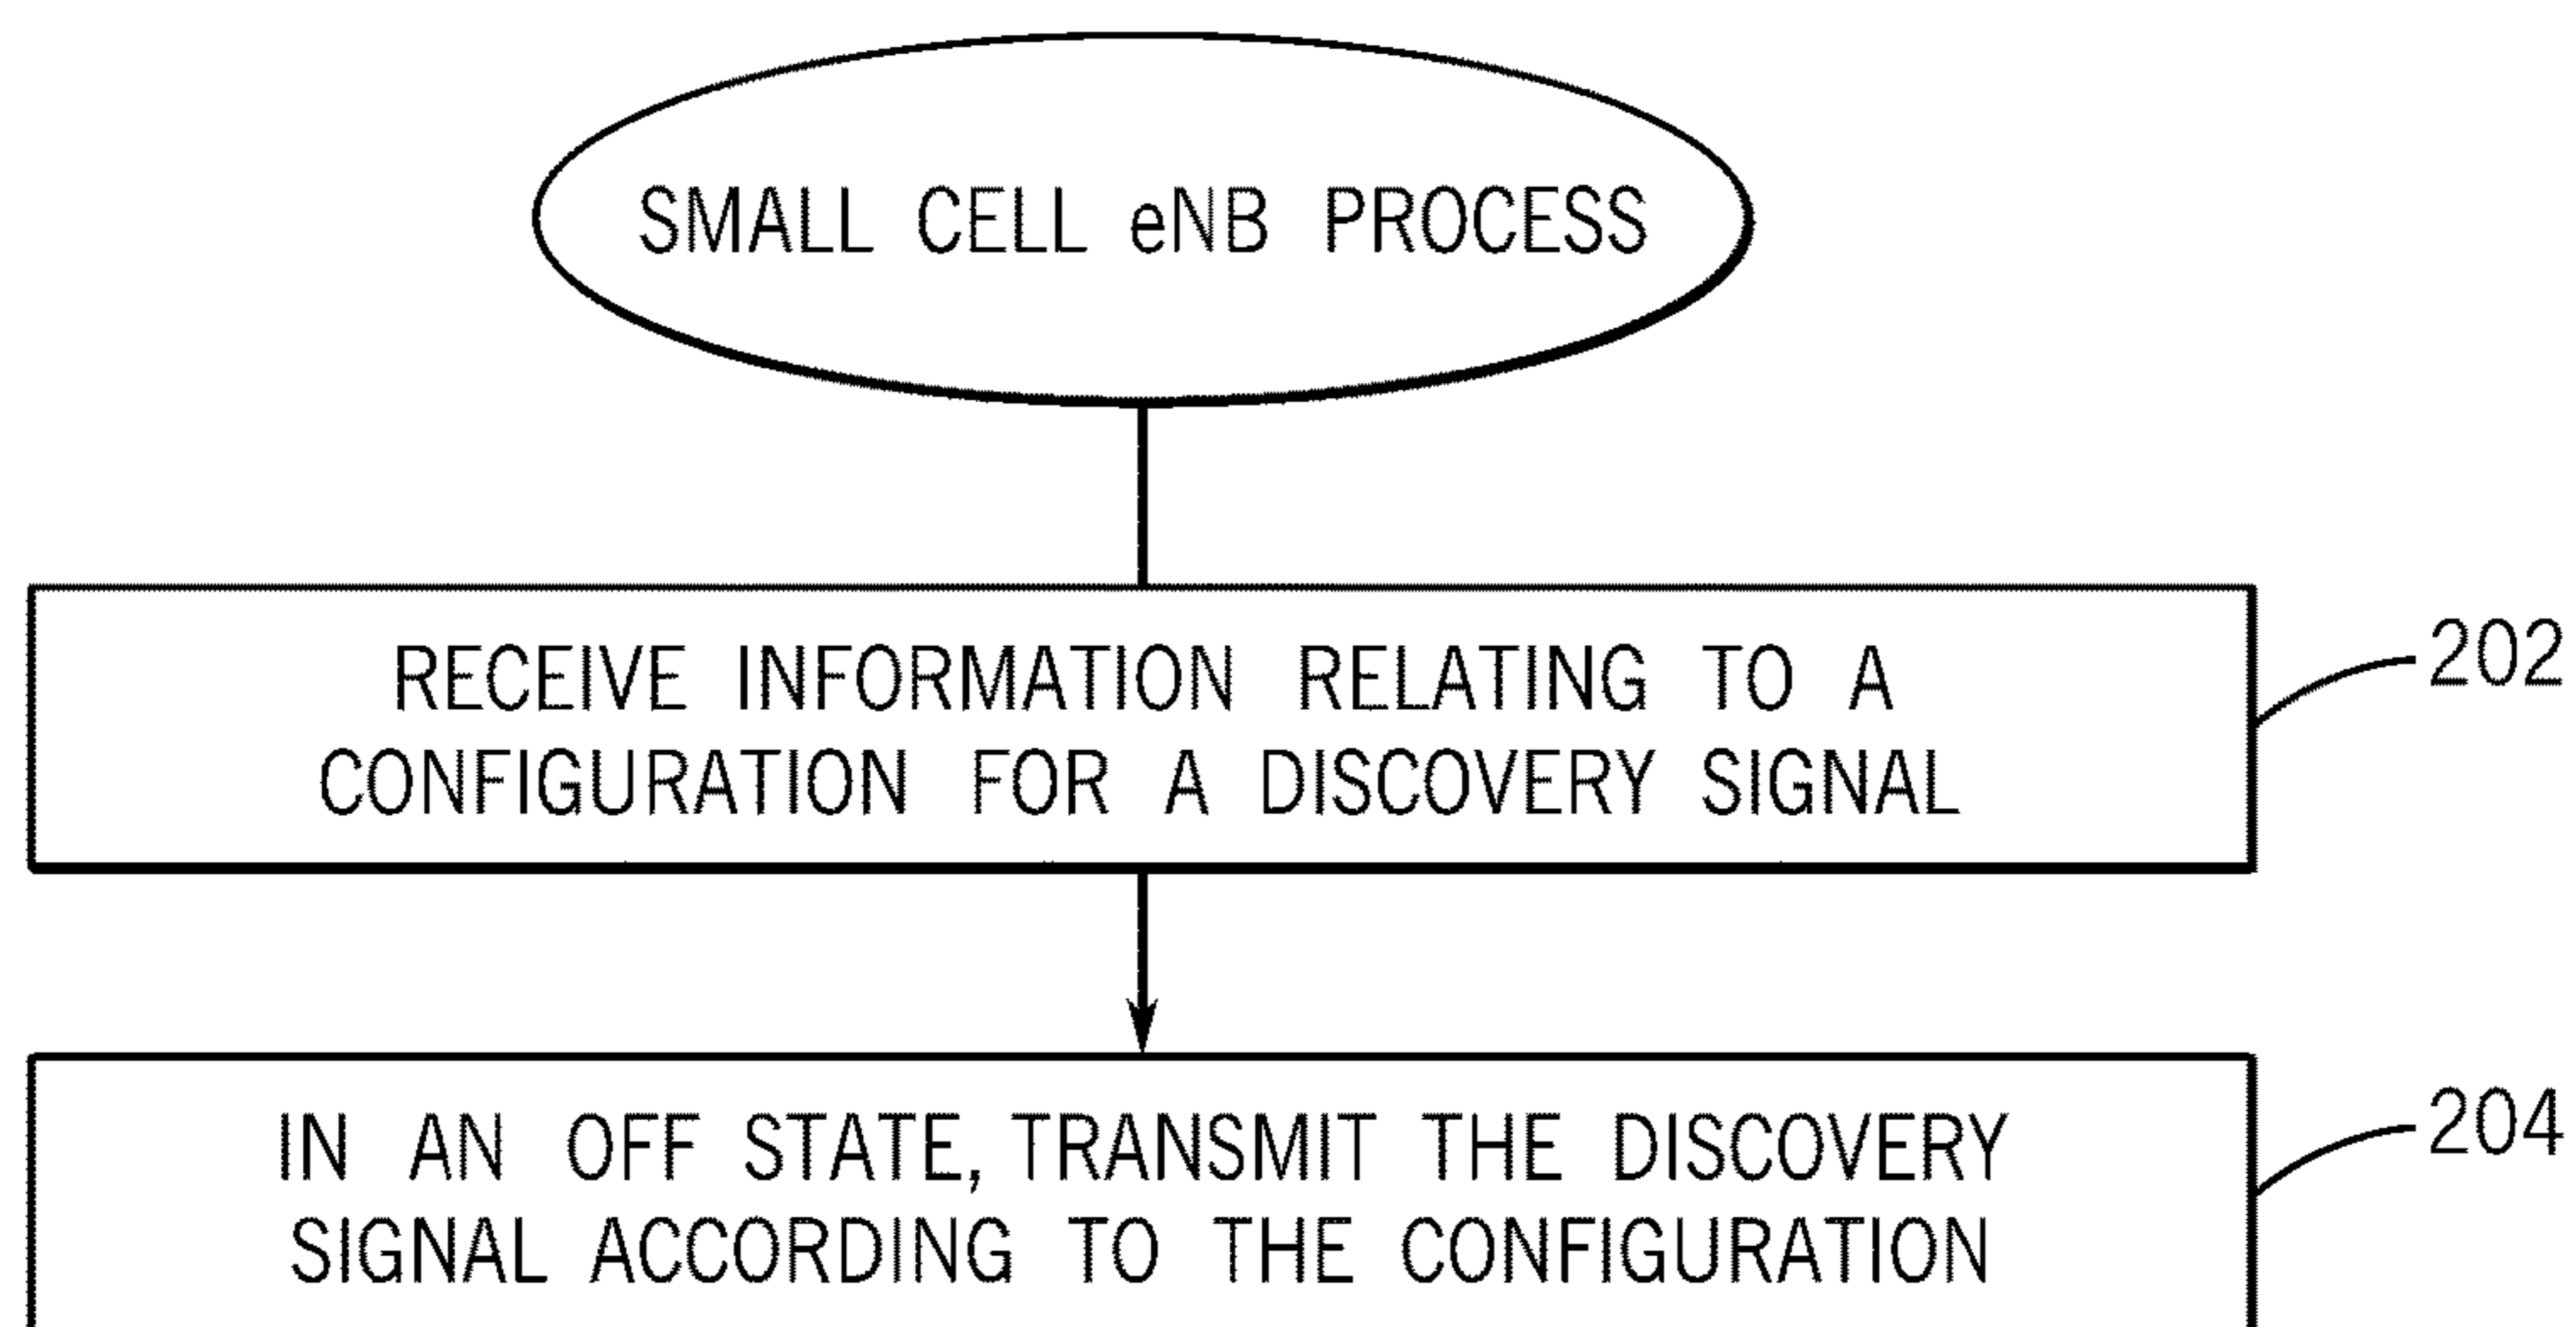 SMALL CELL eNB PROCESS
RECEIVE INFORMATION RELATING TO A
CONFIGURATION FOR A DISCOVERY SIGNAL
202
IN AN OFF STATE, TRANSMIT THE DISCOVERY
SIGNAL ACCORDING TO THE CONFIGURATION
204